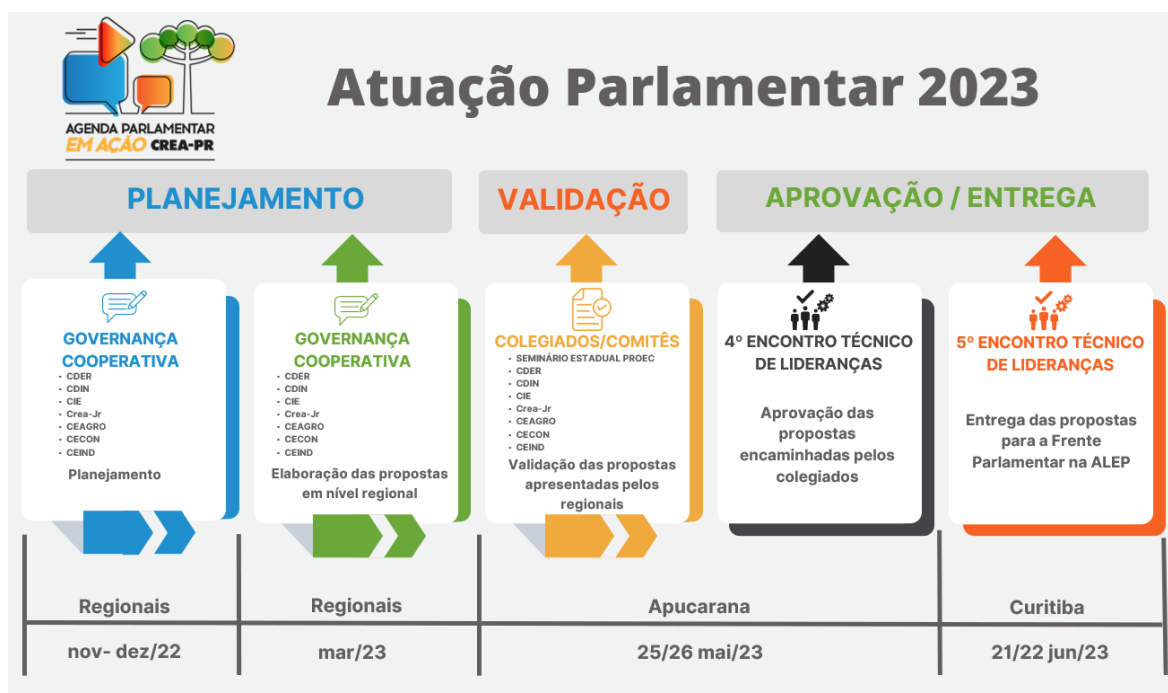 AGENDA PARLAMENTAR
EM AÇÃO CREA-PR
Atuação Parlamentar 2023
PLANEJAMENTO
VALIDAÇÃO
APROVAÇÃO / ENTREGA
GOVERNANÇA
COOPERATIVA
• CDER
• CDIN
• CIE
• Crea-Jr
• CEAGRO
• CECON
• CEIND
Planejamento
GOVERNANÇA
COOPERATIVA
• CDER
• CDIN
• CIE
• Crea-Jr
• CEAGRO
• CECON
• CEIND
Elaboração das propostas
em nível regional
COLEGIADOS/COMITÊS
• SEMINÁRIO ESTADUAL PROEC
• CDER
• CDIN
• CIE
• Crea-Jr
• CEAGRO
• CECON
• CEIND
Validação das propostas
apresentadas pelos
regionais
4º ENCONTRO TÉCNICO
DE LIDERANÇAS
Aprovação das
propostas
encaminhadas pelos
colegiados
5º ENCONTRO TÉCNICO
DE LIDERANÇAS
Entrega das propostas
para a Frente
Parlamentar na ALEP
Regionais
Regionais
Apucarana
Curitiba
nov- dez/22
mar/23
25/26 mai/23
21/22 jun/23